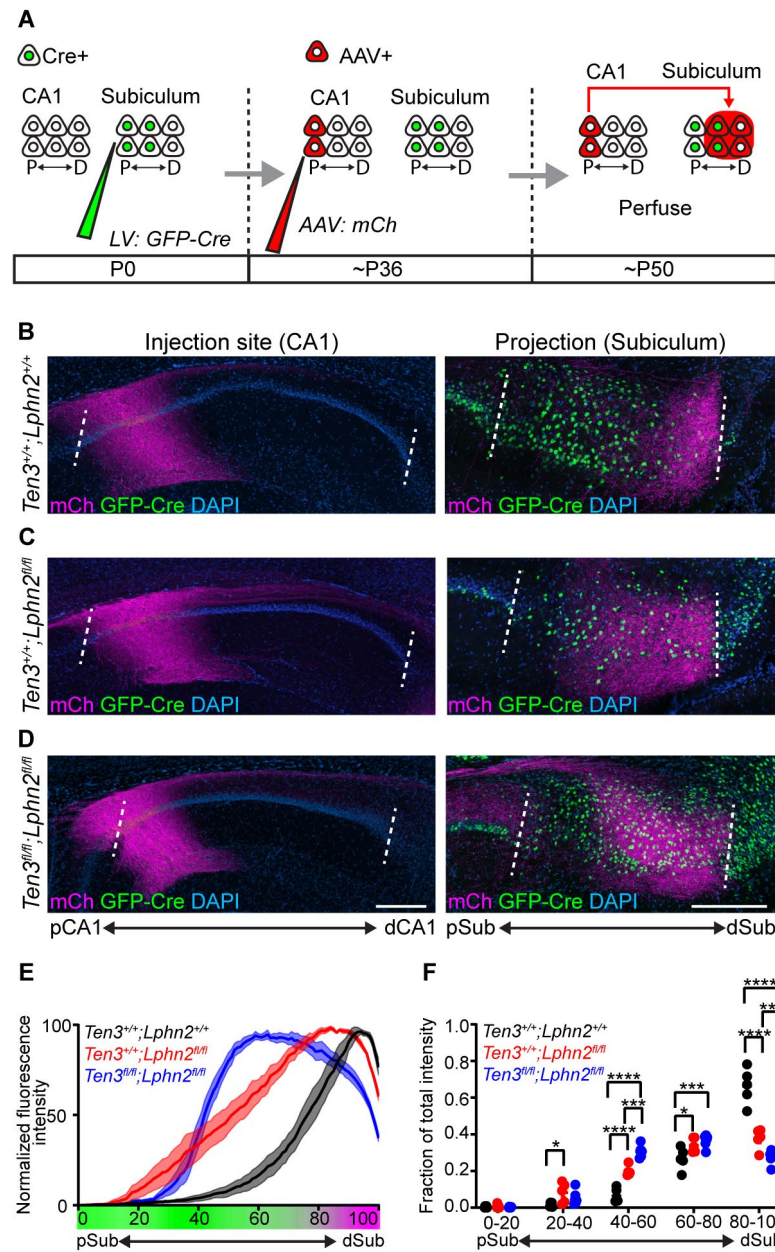 A
Cre+
AAV+
CA1 Subiculum
P D P D
LV: GFP-Cre
CA1 Subiculum
P D P D
AAV: mCh
CA1 Subiculum
P D P D
Perfuse
P0 ~P36 ~P50
B
Injection site (CA1) Projection (Subiculum)
Ten3+/+;Lphn2+/+
mCh GFP-Cre DAPI mCh GFP-Cre DAPI
C
Ten3+/+;Lphn2fl/fl
mCh GFP-Cre DAPI mCh GFP-Cre DAPI
D
Ten3fl/fl;Lphn2fl/fl
mCh GFP-Cre DAPI mCh GFP-Cre DAPI
pCA1 dCA1 pSub dSub
E
Normalized fluorescence
intensity
100
50
0
Ten3+/+;Lphn2+/+
Ten3+/+;Lphn2fl/fl
Ten3fl/fl;Lphn2fl/fl
0 20 40 60 80 100
pSub dSub
F
Fraction of total intensity
1.0
0.8
0.6
0.4
0.2
0.0
Ten3+/+;Lphn2+/+
Ten3+/+;Lphn2fl/fl
Ten3fl/fl;Lphn2fl/fl
*
****
***
****
***
*
****
**
****
0-20 20-40 40-60 60-80 80-10
pSub dSub